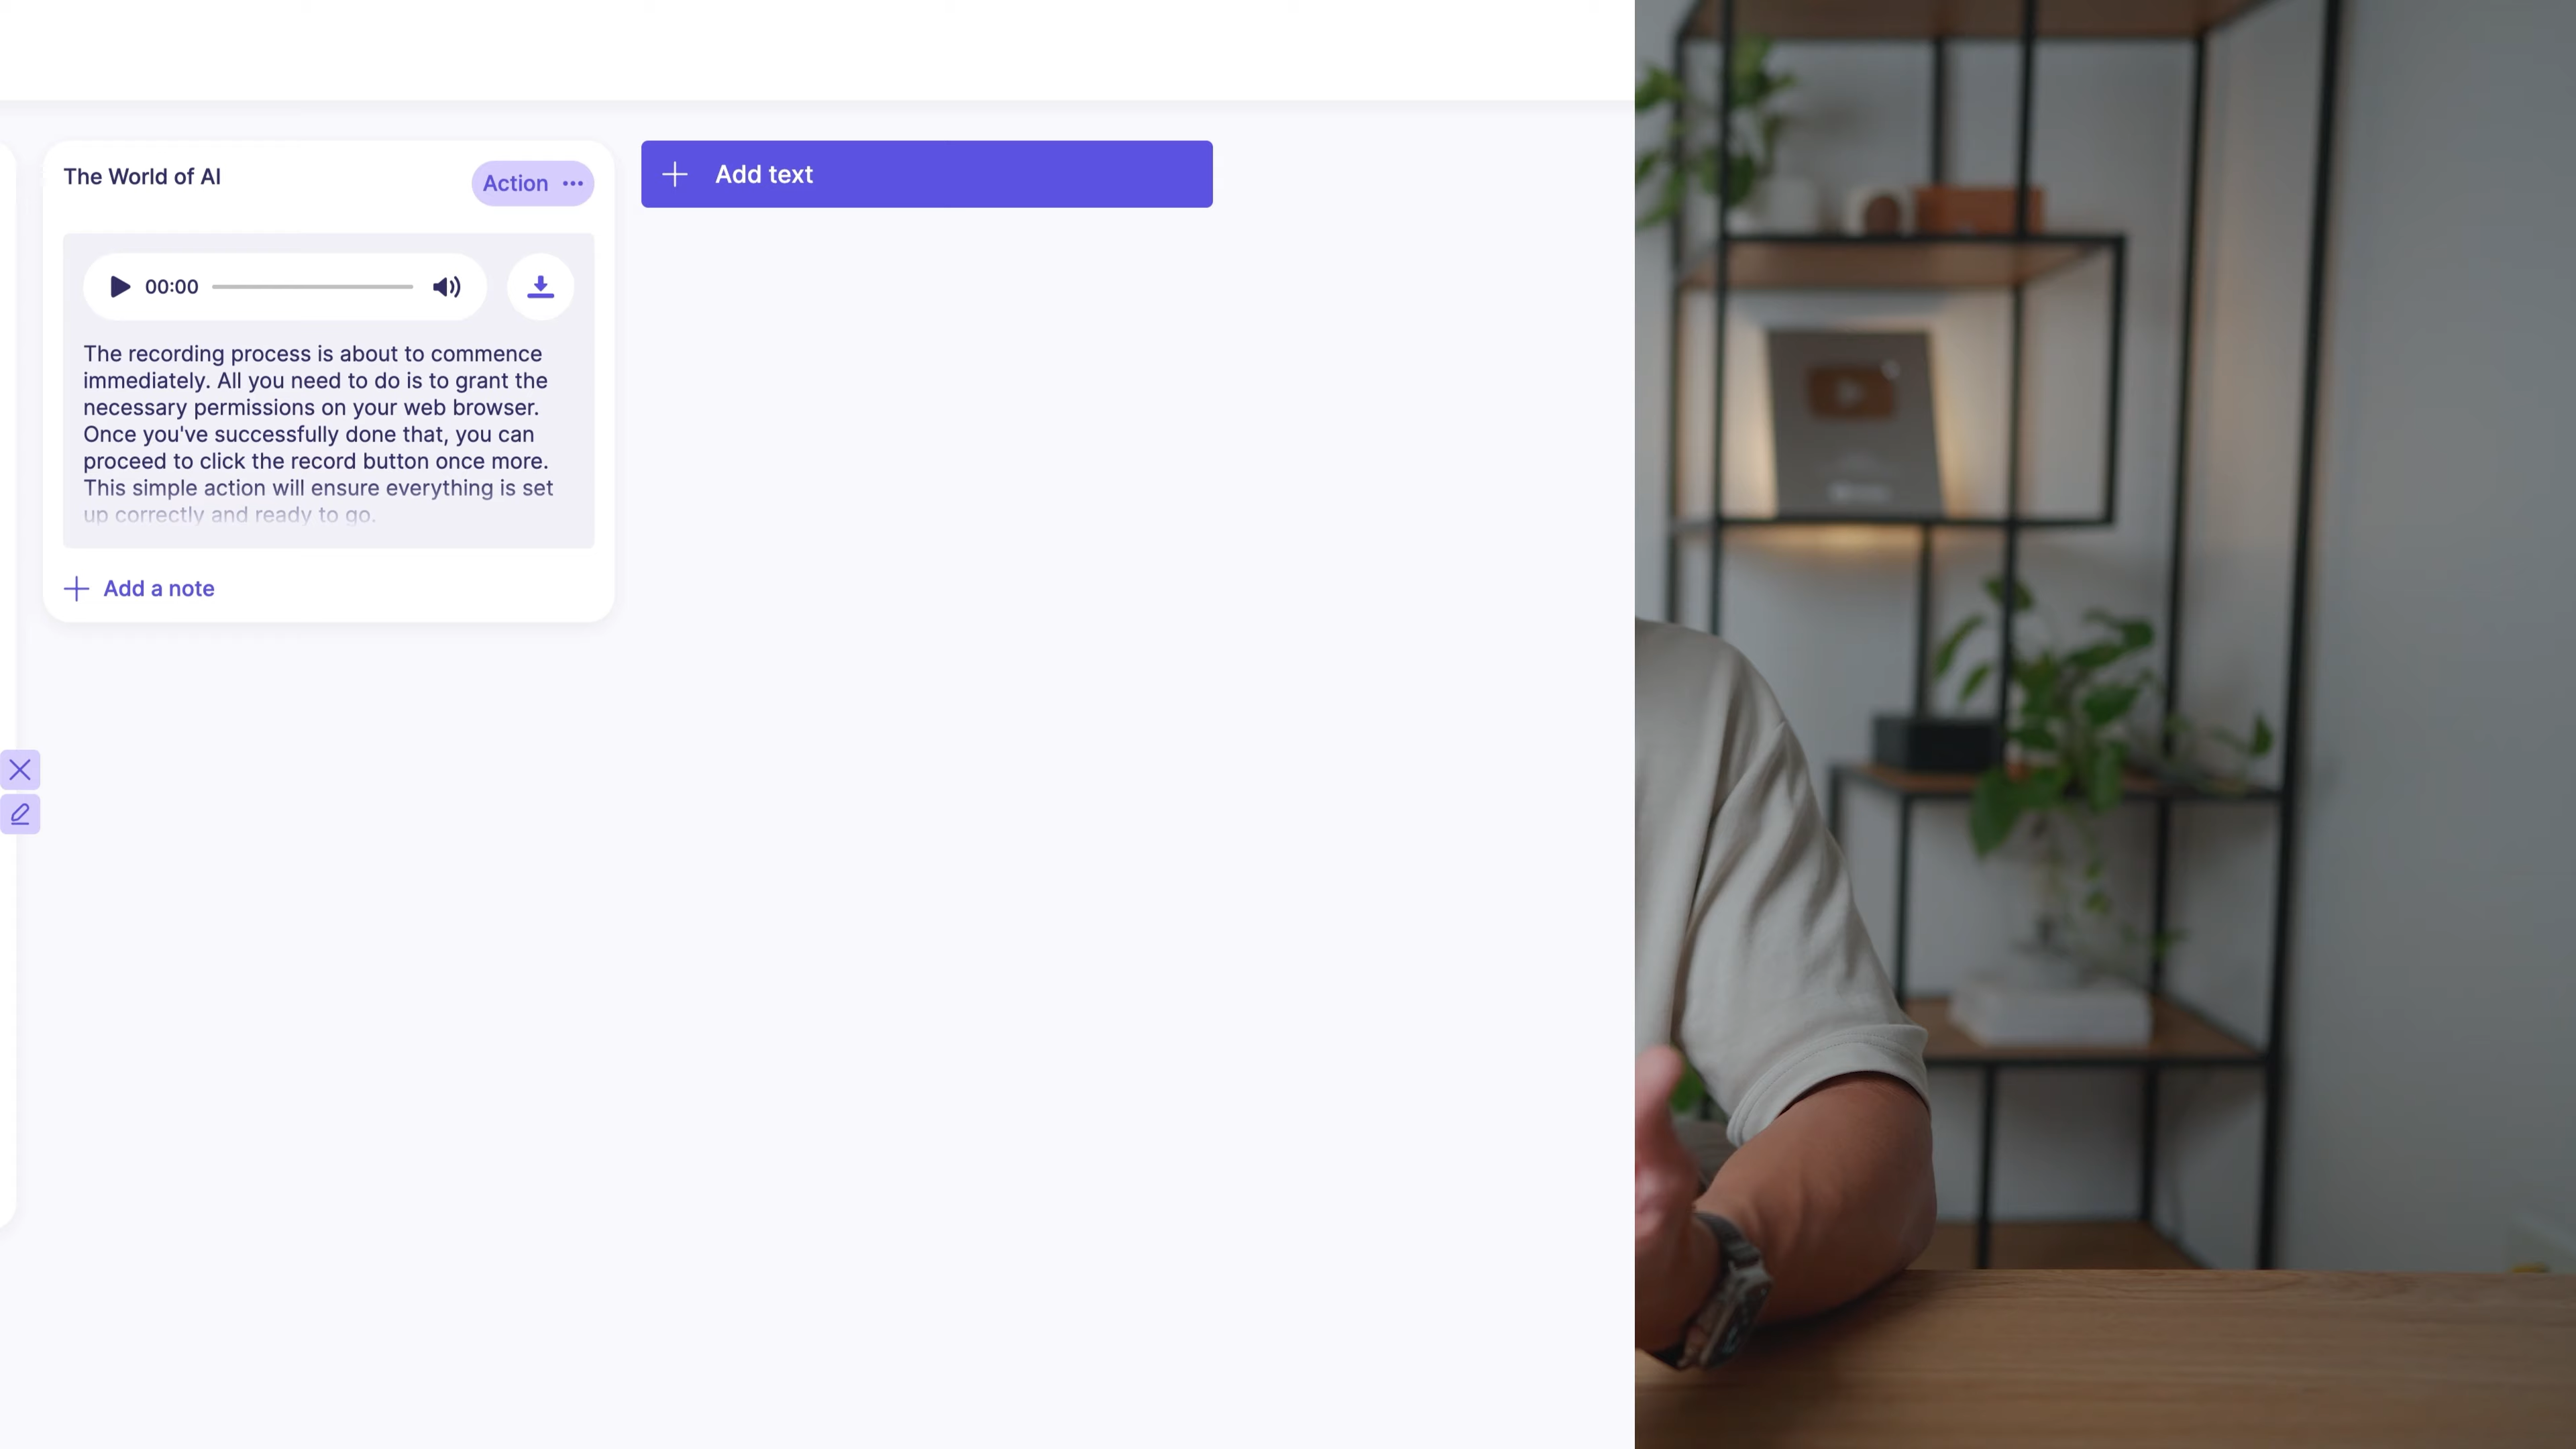 The World of AI
Action
Add text
00:00
The recording process is about to commence
immediately. All you need to do is to grant the
necessary permissions on your web browser.
Once you've successfully done that, you can
proceed to click the record button once more.
This simple action will ensure everything is set
up correctly and ready to go.
Add a note